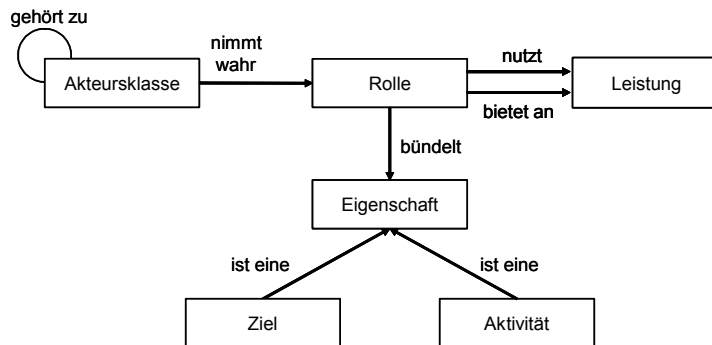 gehört zu
nimmt
wahr
nutzt
Akteursklasse
Rolle
Leistung
bietet an
bündelt
Eigenschaft
ist eine
ist eine
Ziel
Aktivität